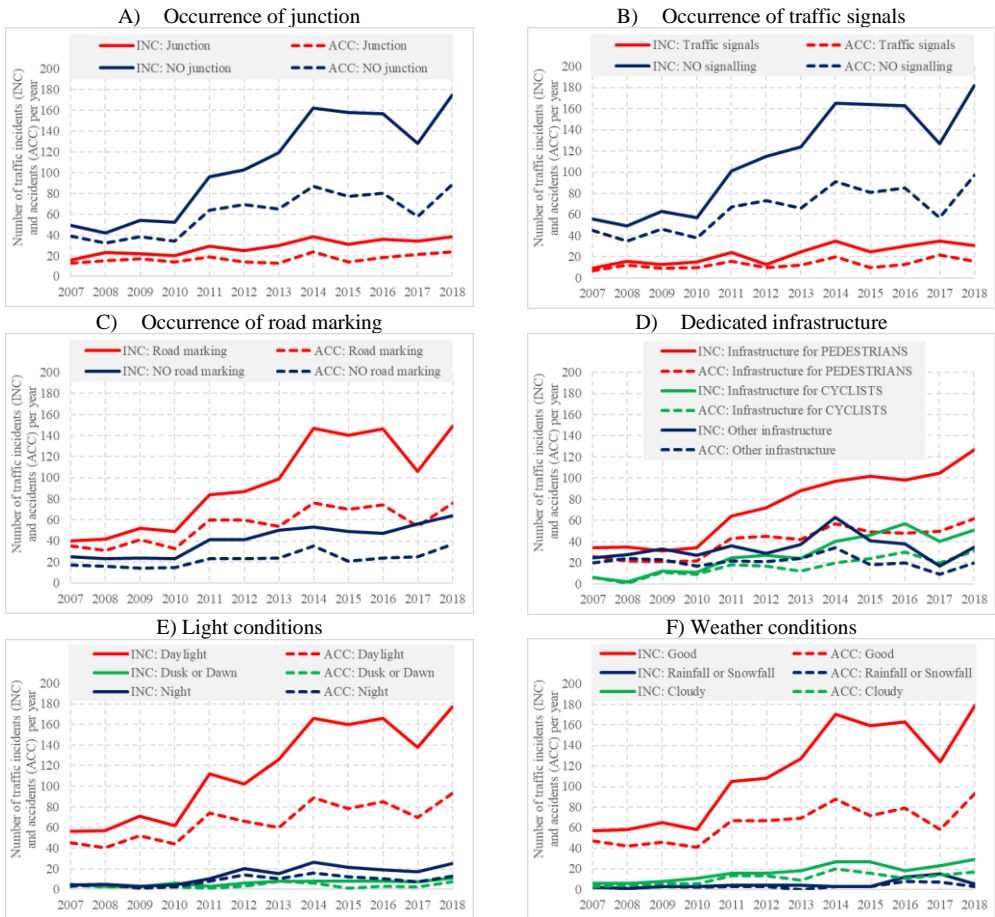 A) Occurrence of junction
INC: Junction ACC: Junction
INC: NO junction ACC: NO junction
Number of traffic incidents (INC)
and accidents (ACC) per year
200
180
160
140
120
100
80
60
40
20
0
2007 2008 2009 2010 2011 2012 2013 2014 2015 2016 2017 2018
B) Occurrence of traffic signals
INC: Traffic signals ACC: Traffic signals
INC: NO signalling ACC: NO signalling
Number of traffic incidents (INC)
and accidents (ACC) per year
200
180
160
140
120
100
80
60
40
20
0
2007 2008 2009 2010 2011 2012 2013 2014 2015 2016 2017 2018
C) Occurrence of road marking
INC: Road marking ACC: Road marking
INC: NO road marking ACC: NO road marking
Number of traffic incidents (INC)
and accidents (ACC) per year
200
180
160
140
120
100
80
60
40
20
0
2007 2008 2009 2010 2011 2012 2013 2014 2015 2016 2017 2018
D) Dedicated infrastructure
INC: Infrastructure for PEDESTRIANS
ACC: Infrastructure for PEDESTRIANS
INC: Infrastructure for CYCLISTS
ACC: Infrastructure for CYCLISTS
INC: Other infrastructure
ACC: Other infrastructure
Number of traffic incidents (INC)
and accidents (ACC) per year
200
180
160
140
120
100
80
60
40
20
0
2007 2008 2009 2010 2011 2012 2013 2014 2015 2016 2017 2018
E) Light conditions
INC: Daylight ACC: Daylight
INC: Dusk or Dawn ACC: Dusk or Dawn
INC: Night ACC: Night
Number of traffic incidents (INC)
and accidents (ACC) per year
200
180
160
140
120
100
80
60
40
20
0
2007 2008 2009 2010 2011 2012 2013 2014 2015 2016 2017 2018
F) Weather conditions
INC: Good ACC: Good
INC: Rainfall or Snowfall ACC: Rainfall or Snowfall
INC: Cloudy ACC: Cloudy
Number of traffic incidents (INC)
and accidents (ACC) per year
200
180
160
140
120
100
80
60
40
20
0
2007 2008 2009 2010 2011 2012 2013 2014 2015 2016 2017 2018